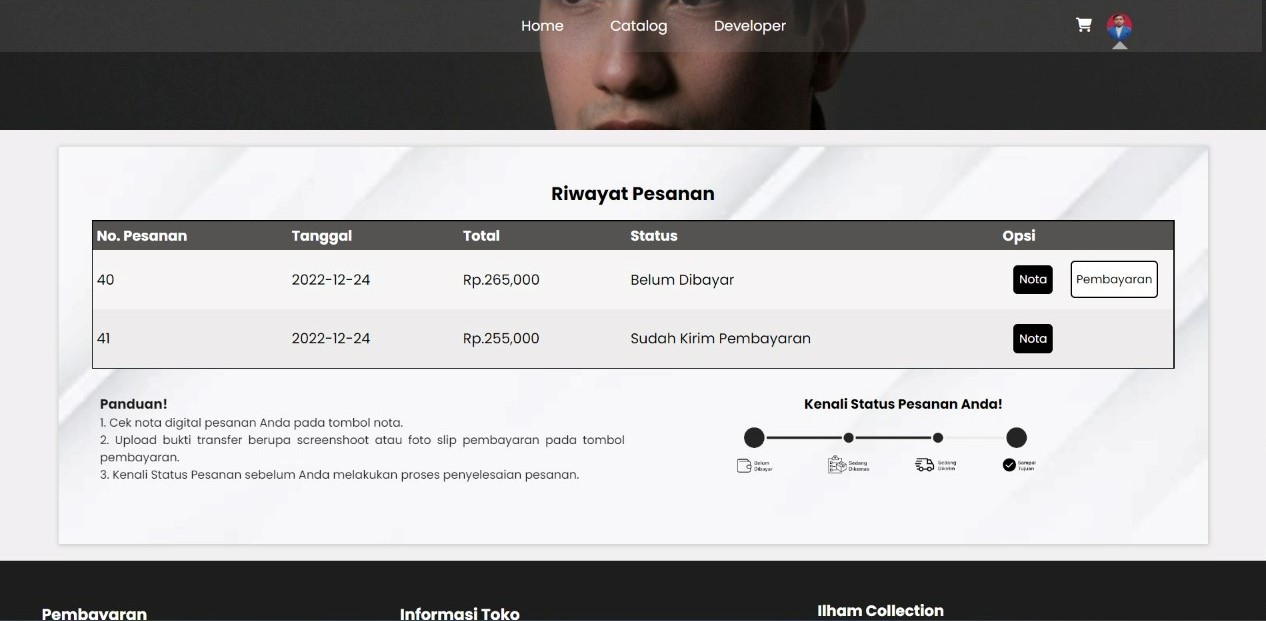 Home Catalog Developer
Riwayat Pesanan
No. Pesanan Tanggal Total Status Opsi
40 2022-12-24 Rp.265,000 Belum Dibayar Nota Pembayaran
41 2022-12-24 Rp.255,000 Sudah Kirim Pembayaran Nota
Panduan!
1. Cek nota digital pesanan Anda pada tombol nota.
2. Upload bukti transfer berupa screenshoot atau foto slip pembayaran pada tombol
pembayaran.
3. Kenali Status Pesanan sebelum Anda melakukan proses penyelesaian pesanan.
Kenali Status Pesanan Anda!
Belum
Dibayar
Sedang
Dikemas
Sedang
Dikirim
Sampai
Tujuan
Pembayaran Informasi Toko Ilham Collection